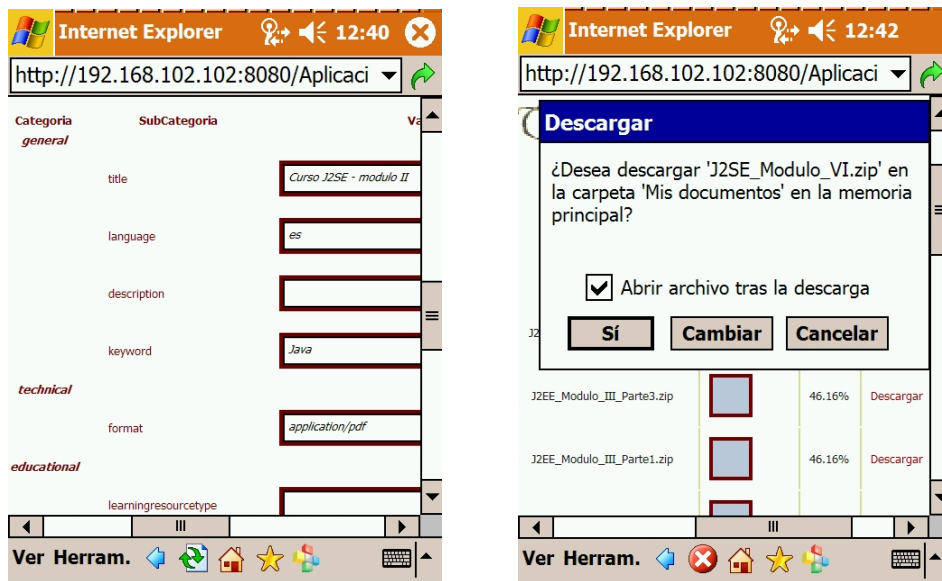 Internet Explorer 12:40
http://192.168.102.102:8080/Aplicaci
Categoria SubCategoria Va
general
title Curso J2SE - modulo II
language es
description
keyword Java
technical
format application/pdf
educational
learningresourcetype
Ver Herram.
Internet Explorer 12:42
http://192.168.102.102:8080/Aplicaci
Descargar
¿Desea descargar 'J2SE_Modulo_VI.zip' en
la carpeta 'Mis documentos' en la memoria
principal?
Abrir archivo tras la descarga
Sí Cambiar Cancelar
J2
J2EE_Modulo_III_Parte3.zip 46.16% Descargar
J2EE_Modulo_III_Parte1.zip 46.16% Descargar
Ver Herram.